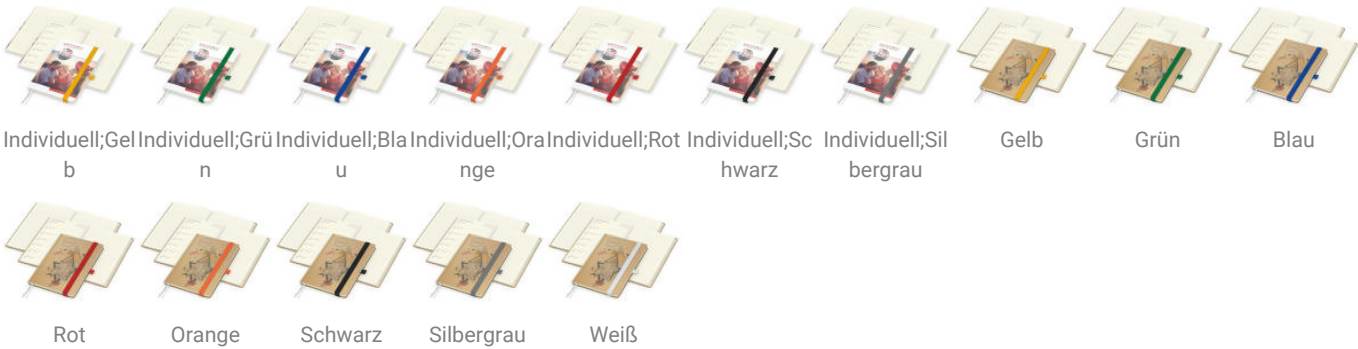 Individuell;Gel Individuell;Grü Individuell;Bla Individuell;Ora Individuell;Rot Individuell;Sc Individuell;Sil Gelb Grün Blau
b n u nge hwarz bergrau
Rot Orange Schwarz Silbergrau Weiß